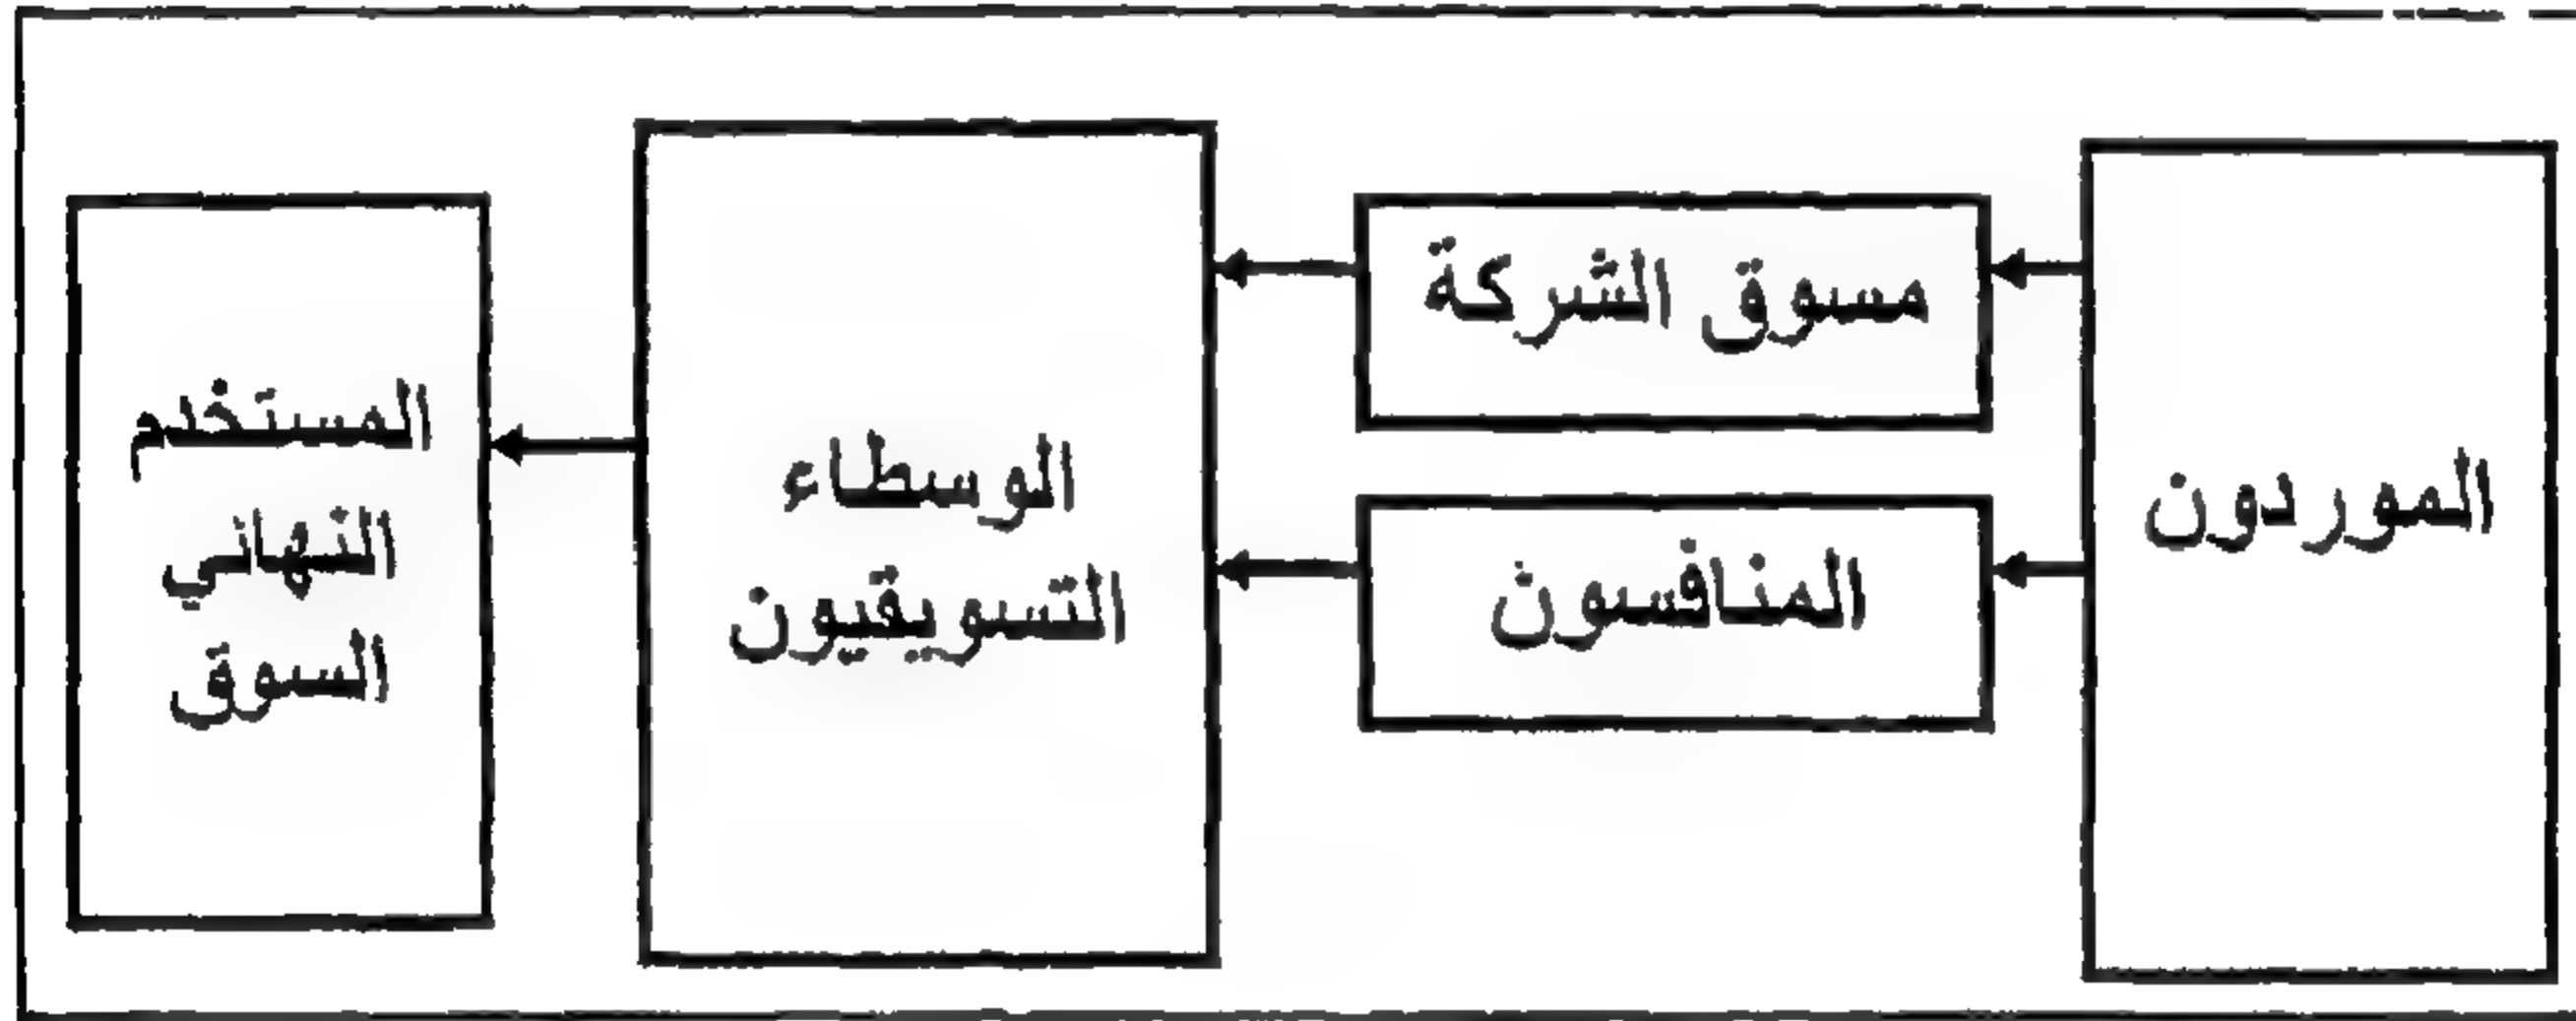 الموردون
مسوق الشركة
المنافسون
الوسطاء
التسويقيون
المستخدم
النهائي
السوق